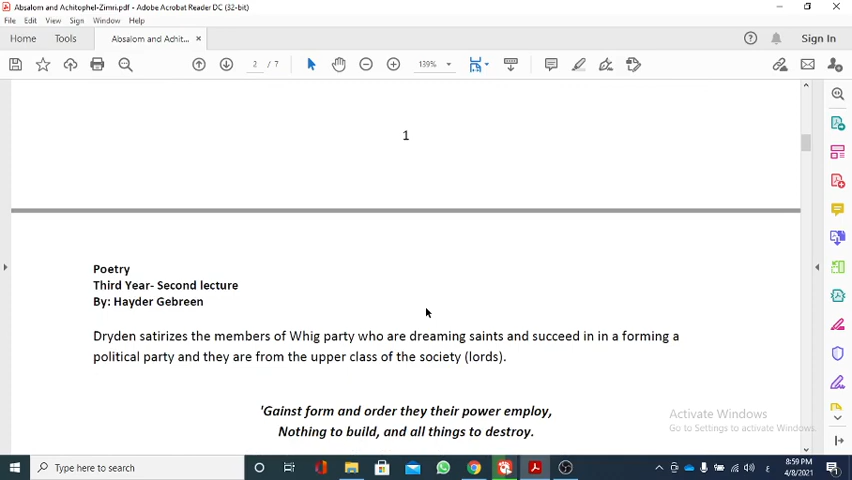 Absalom and Achitophel-Zimri.pdf - Adobe Acrobat Reader DC (32-bit)
File Edit View Sign Window Help
Home Tools Absalom and Achit... × Sign In
2 / 7 139%
1
Poetry
Third Year- Second lecture
By: Hayder Gebreen
Dryden satirizes the members of Whig party who are dreaming saints and succeed in in a forming a
political party and they are from the upper class of the society (lords).
'Gainst form and order they their power employ,
Nothing to build, and all things to destroy.
Activate Windows
Go to Settings to activate Windows.
Type here to search
ع 8:59 PM
4/8/2021